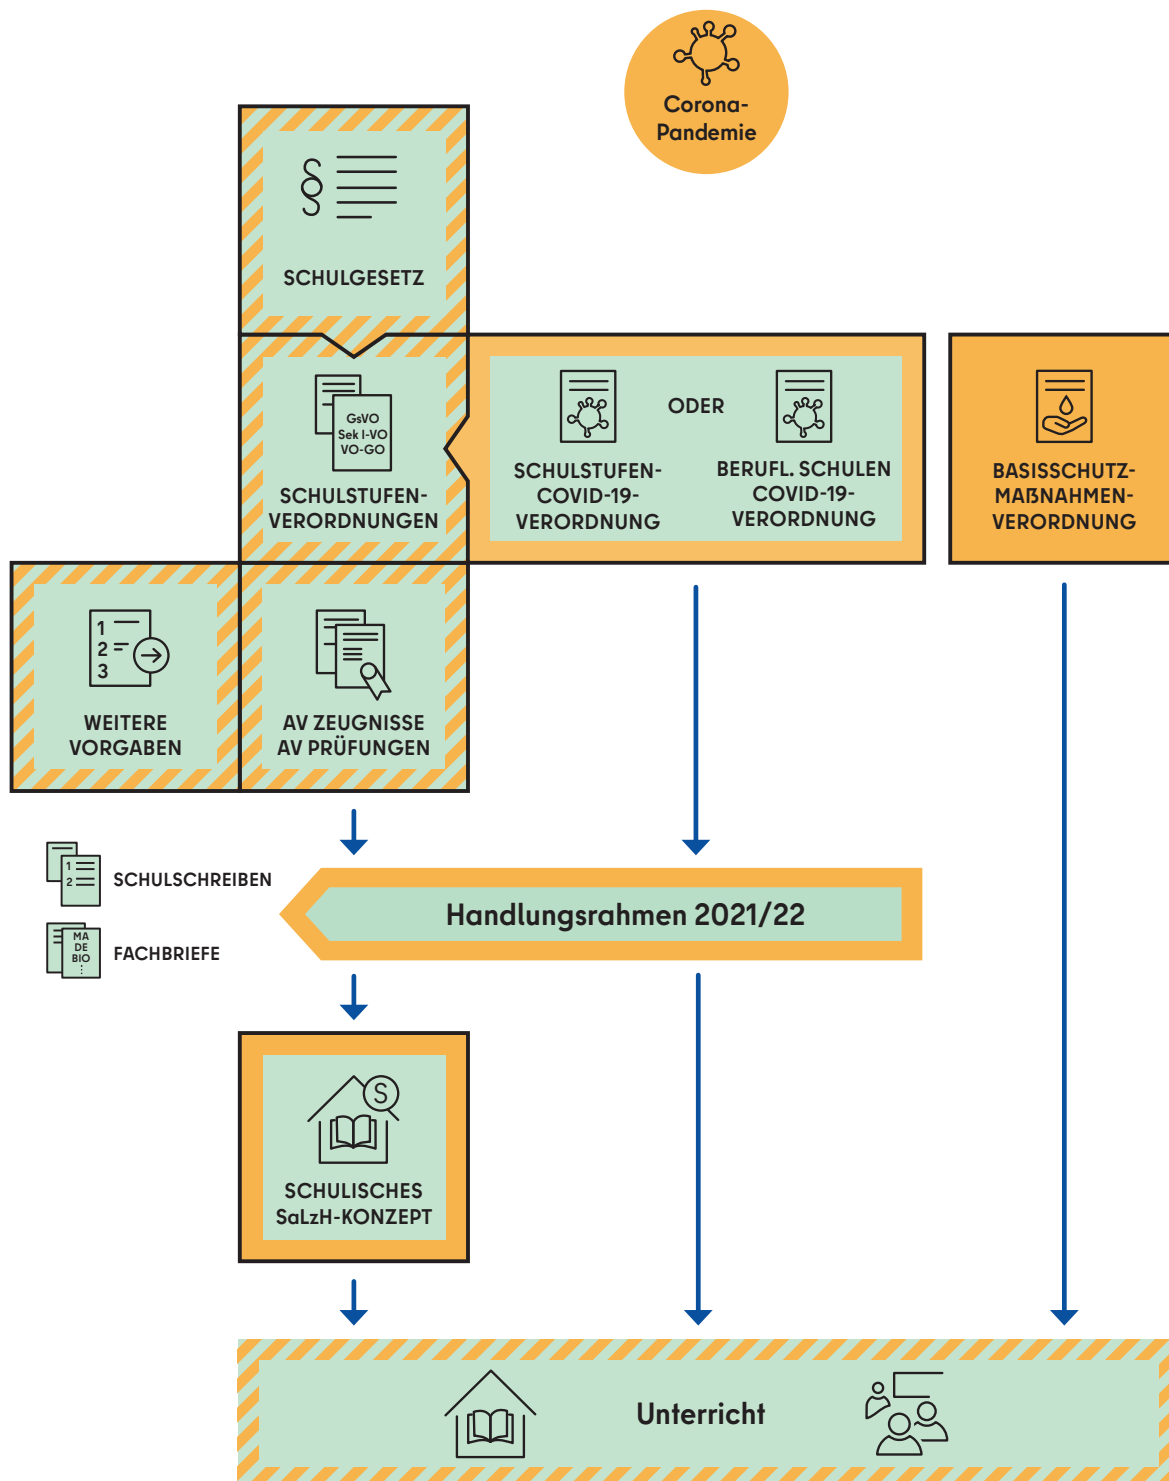 Corona-
Pandemie
SCHULGESETZ
GsVO
Sek I-VO
VO-GO
SCHULSTUFEN-
VERORDNUNGEN
ODER
SCHULSTUFEN-
COVID-19-
VERORDNUNG
BERUFL. SCHULEN
COVID-19-
VERORDNUNG
BASISSCHUTZ-
MAẞNAHMEN-
VERORDNUNG
1
2
3
WEITERE
VORGABEN
AV ZEUGNISSE
AV PRÜFUNGEN
1
2
SCHULSCHREIBEN
MA
DE
BIO
⋮
FACHBRIEFE
Handlungsrahmen 2021/22
S
SCHULISCHES
SaLzH-KONZEPT
Unterricht